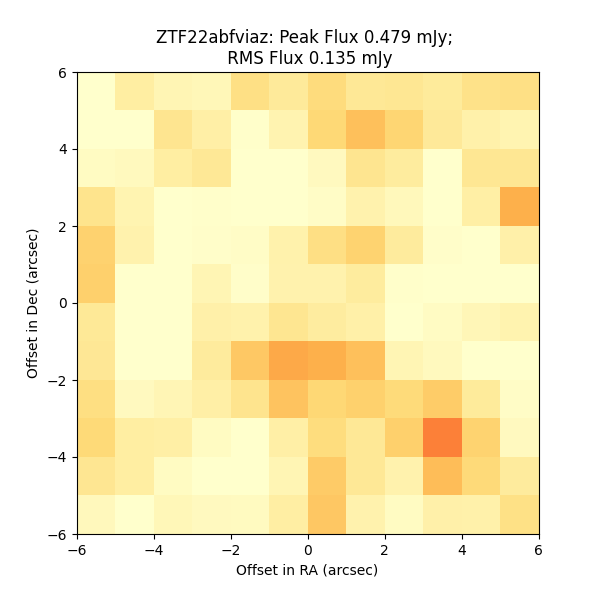 ZTF22abfviaz: Peak Flux 0.479 mJy;
RMS Flux 0.135 mJy
6
4
2
0
−2
−4
−6
Offset in Dec (arcsec)
−6 −4 −2 0 2 4 6
Offset in RA (arcsec)